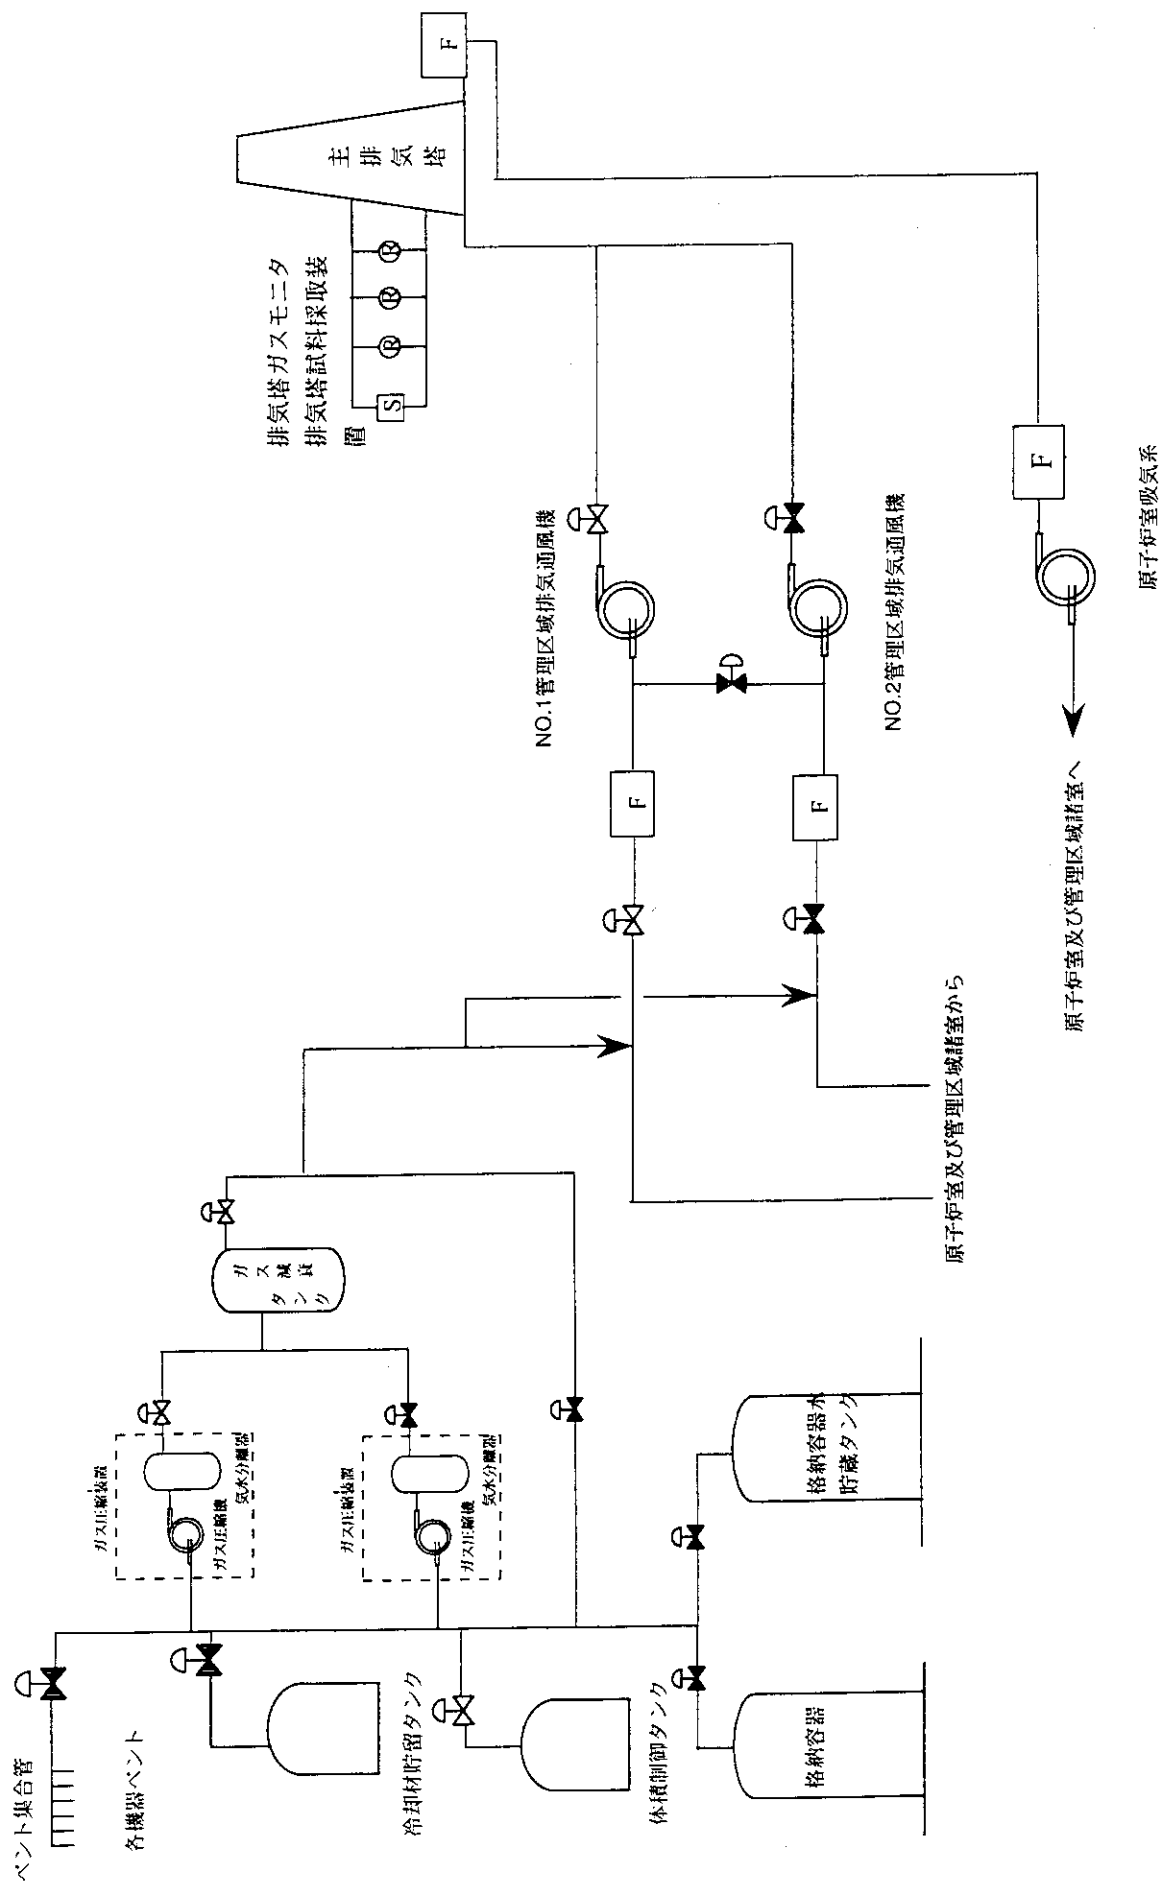 ベント集合管
各機器ベント
ガス圧縮装置
ガス圧縮機
気水分離器
ガス圧縮装置
ガス圧縮機
気水分離器
冷却材貯留タンク
体積制御タンク
格納容器
格納容器水
貯蔵タンク
ガス減衰
タンク
原子炉室及び管理区域諸室から
F
F
NO.1管理区域排気通風機
NO.2管理区域排気通風機
排気塔ガスモニタ
排気塔試料採取装
置
S
R
R
R
主排気塔
F
F
原子炉室及び管理区域諸室へ
原子炉室吸気系